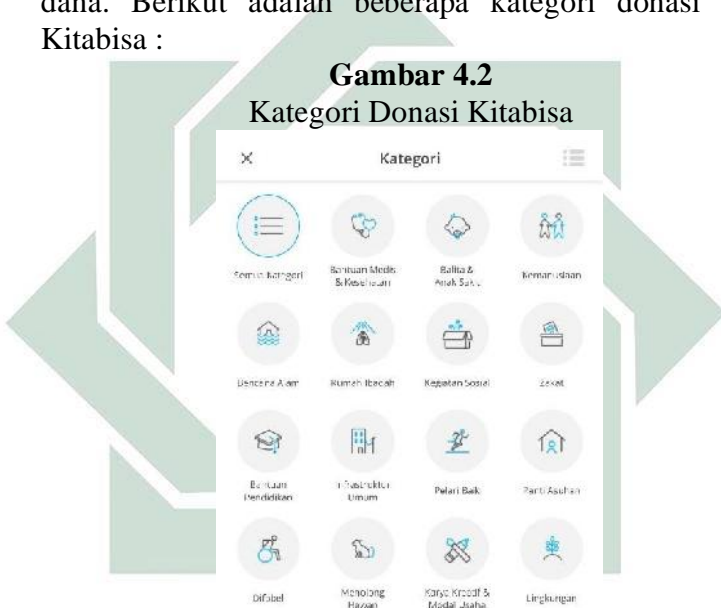 dana. Berikut adalah beberapa kategori donasi
Kitabisa :
Gambar 4.2
Kategori Donasi Kitabisa
Kategori
Semua Kategori
Bantuan Medis
& Kesehatan
Balita &
Anak Sakit
Kemanusiaan
Bencana Alam
Rumah Ibadah
Kegiatan Sosial
Zakat
Bantuan
Pendidikan
Infrastruktur
Umum
Pelari Baik
Panti Asuhan
Difabel
Menolong
Hewan
Karya Kreatif &
Modal Usaha
Lingkungan